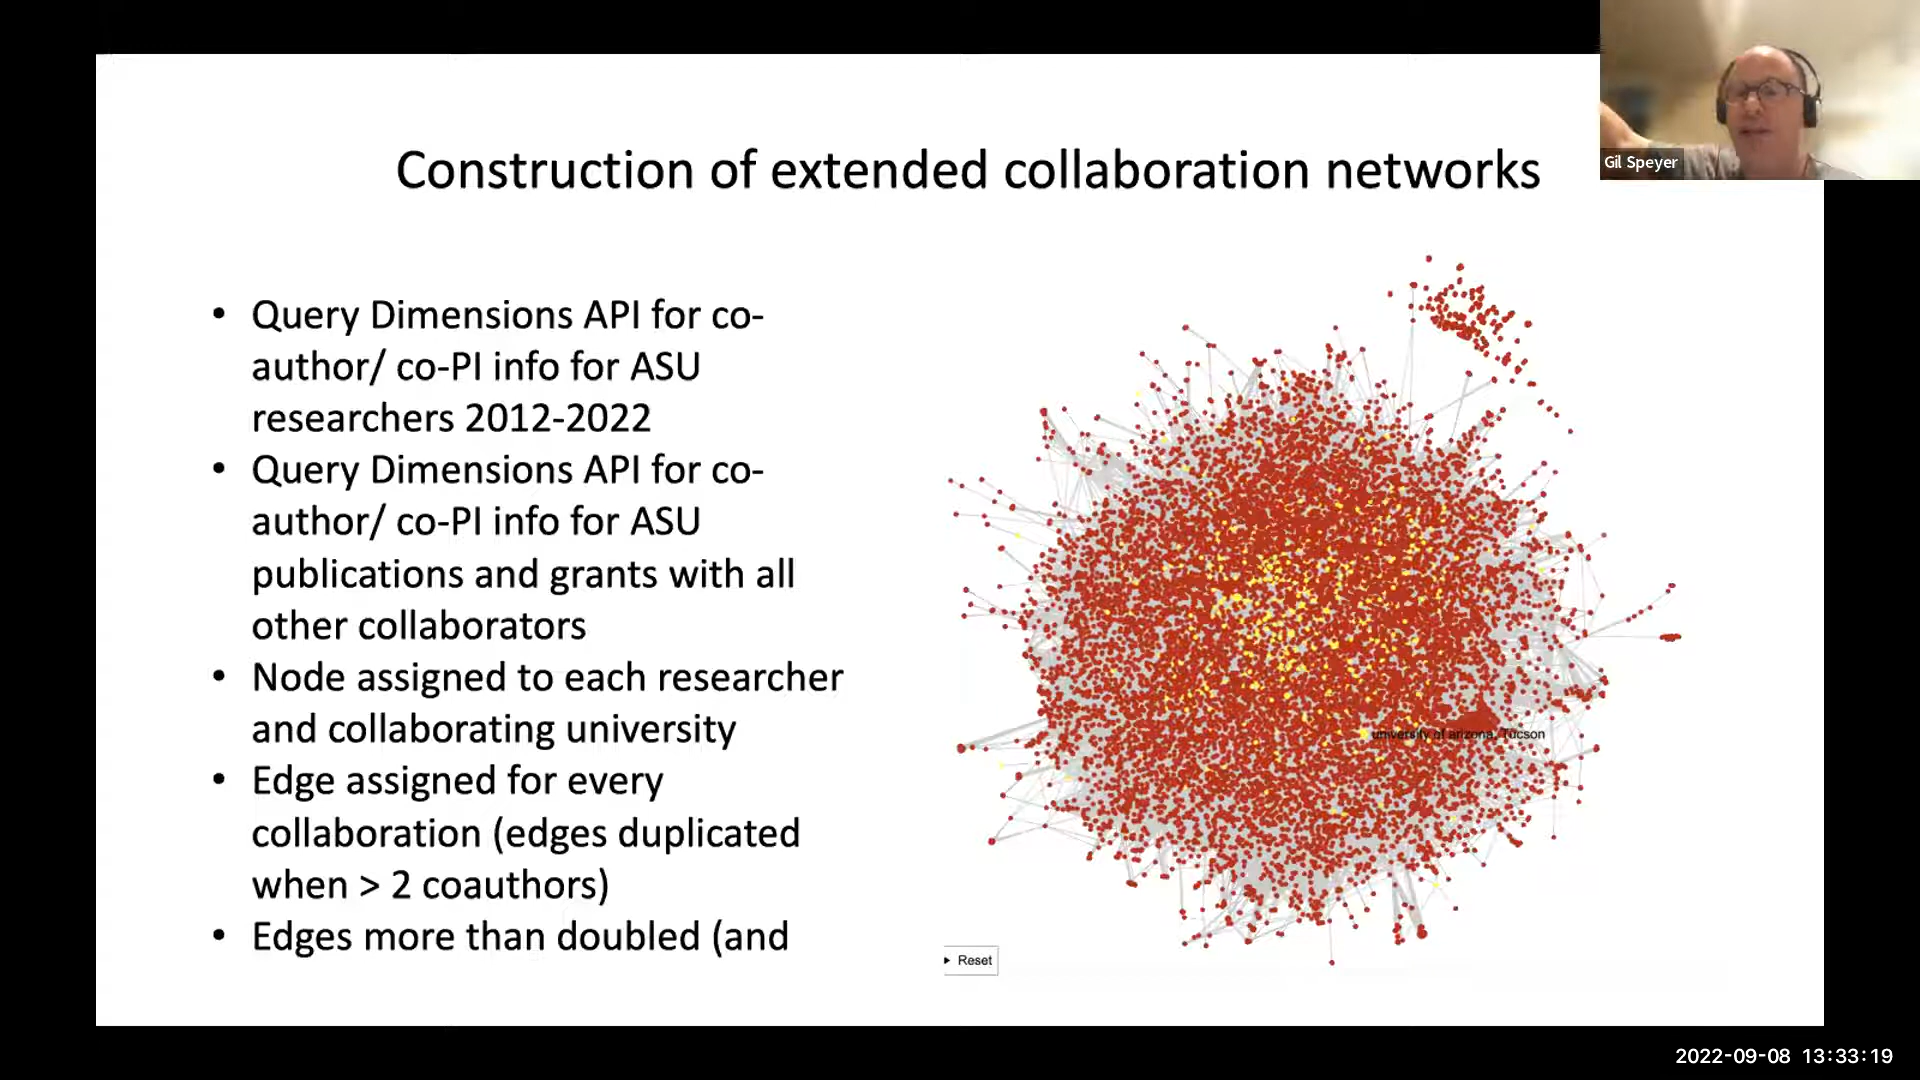 Gil Speyer
Construction of extended collaboration networks
• Query Dimensions API for co-
author/ co-PI info for ASU
researchers 2012-2022
• Query Dimensions API for co-
author/ co-PI info for ASU
publications and grants with all
other collaborators
• Node assigned to each researcher
and collaborating university
• Edge assigned for every
collaboration (edges duplicated
when > 2 coauthors)
• Edges more than doubled (and
university of arizona, Tucson
Reset
2022-09-08 13:33:19